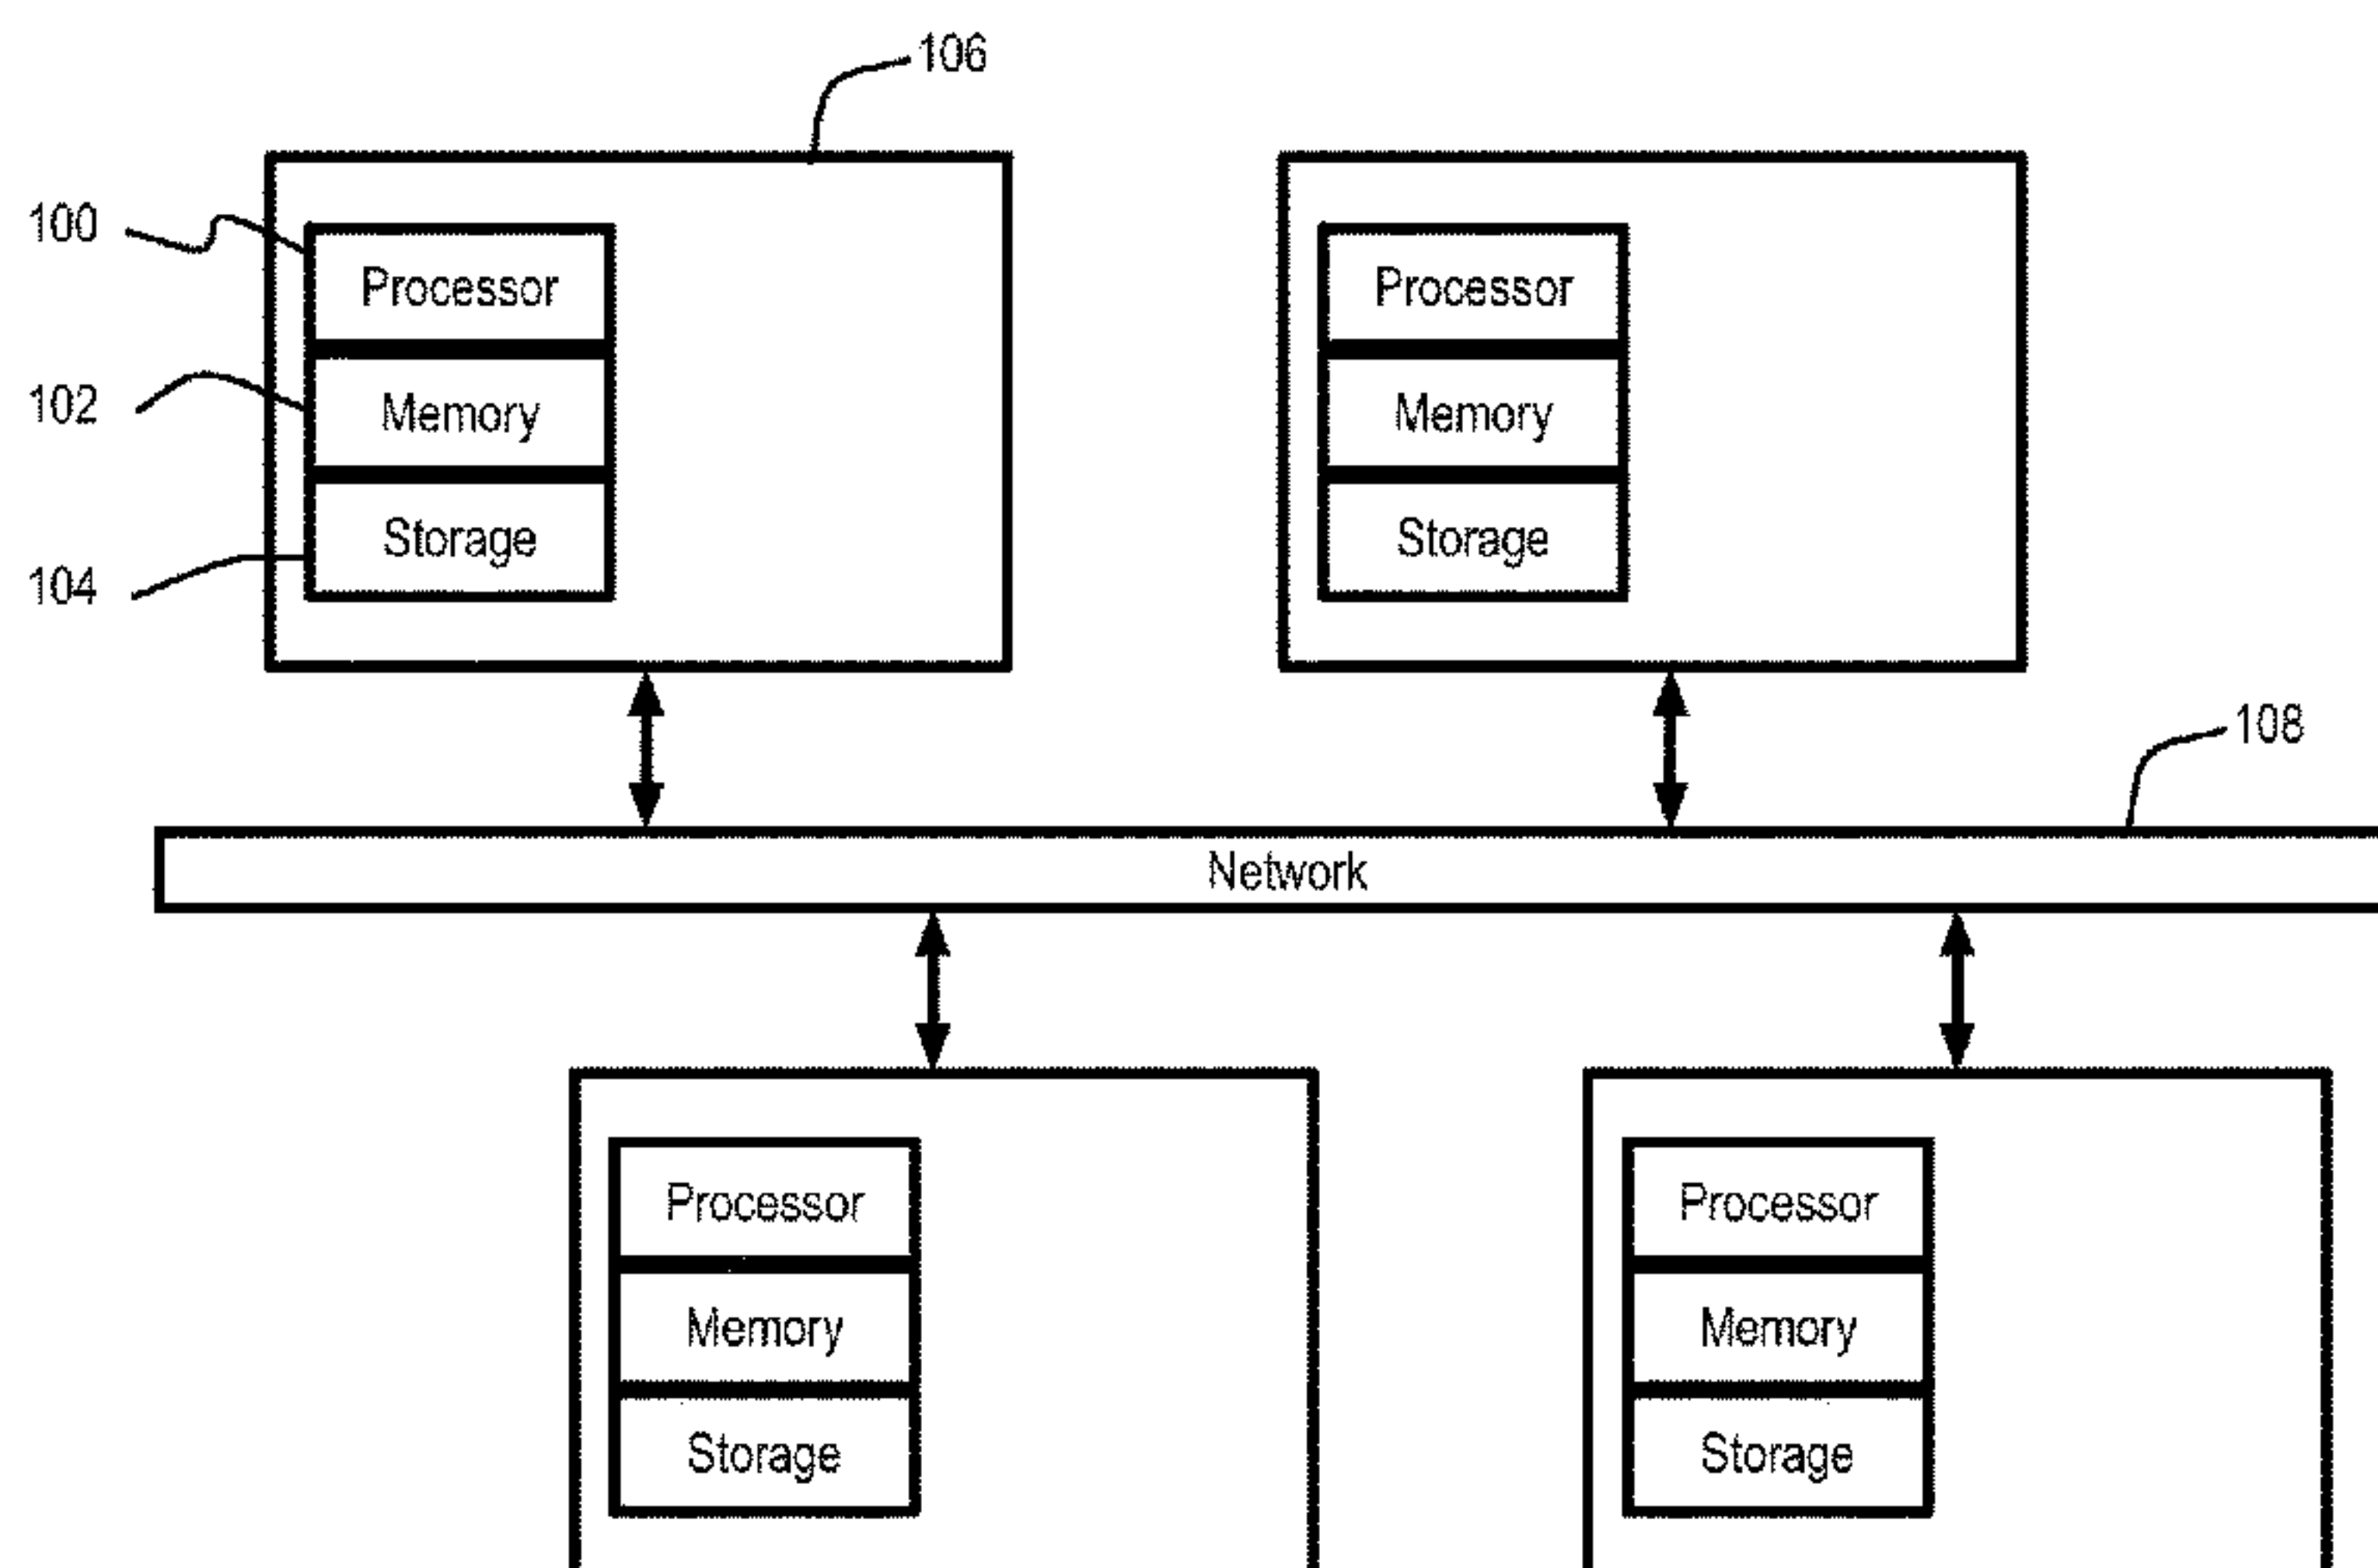 106
100
Processor
Processor
102
Memory
Memory
Storage
Storage
104
108
Network
Processor
Processor
Memory
Memory
Storage
Storage